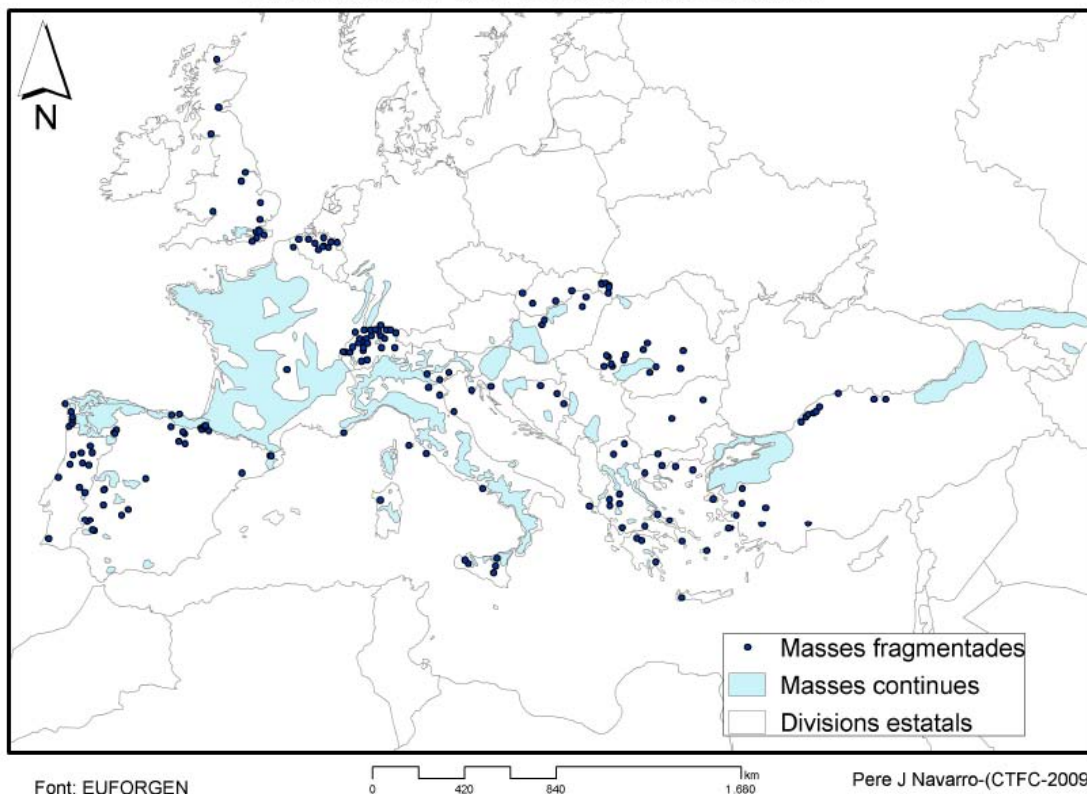 N
Masses fragmentades
Masses continues
Divisions estatals
Font: EUFORGEN
km
0 420 840 1.680
Pere J Navarro-(CTFC-2009